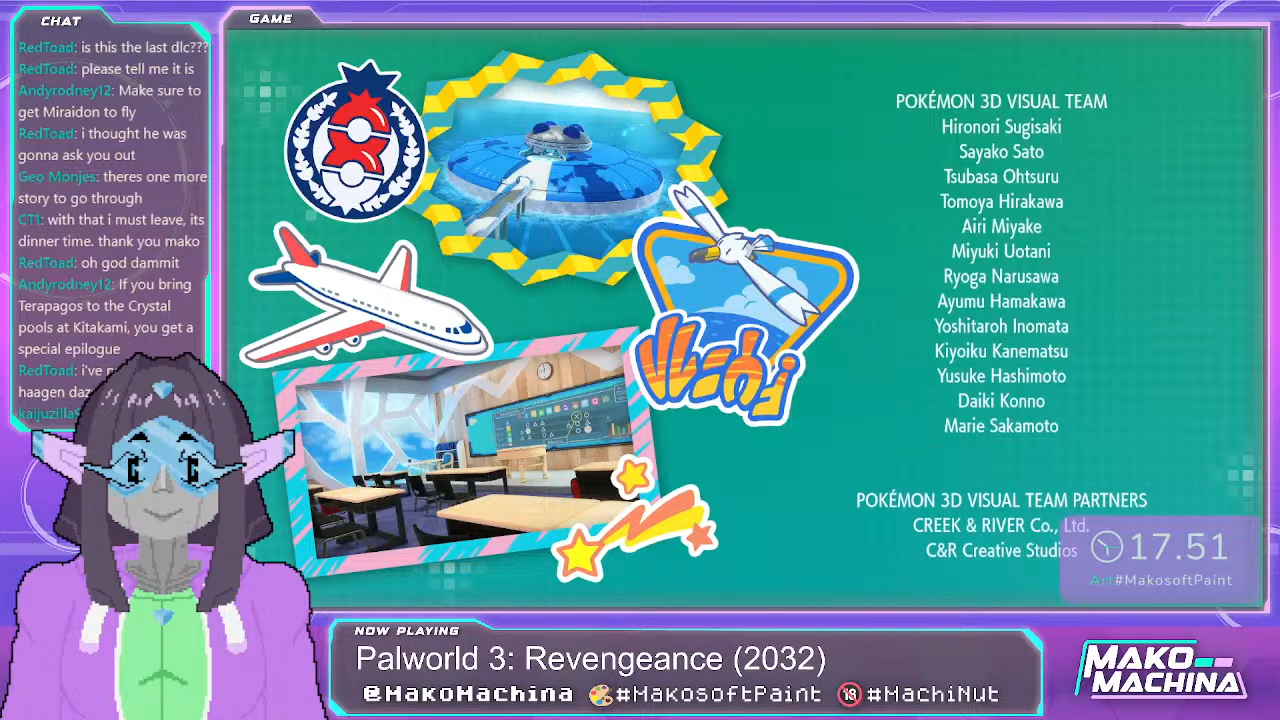 CHAT
RedToad: is this the last dlc???
RedToad: please tell me it is
Andyrodney12: Make sure to
get Miraidon to fly
RedToad: i thought he was
gonna ask you out
Geo Monjes: theres one more
story to go through
CT1: with that i must leave, its
dinner time. thank you mako
RedToad: oh god dammit
Andyrodney12: If you bring
Terapagos to the Crystal
pools at Kitakami, you get a
special epilogue
RedToad: i've
haagen
GAME
POKÉMON 3D VISUAL TEAM
Hironori Sugisaki
Sayako Sato
Tsubasa Ohtsuru
Tomoya Hirakawa
Airi Miyake
Miyuki Uotani
Ryoga Narusawa
Ayumu Hamakawa
Yoshitaroh Inomata
Kiyoiku Kanematsu
Yusuke Hashimoto
Daiki Konno
Marie Sakamoto
POKÉMON 3D VISUAL TEAM PARTNERS
CREEK & RIVER Co., Ltd.
C&R Creative Studios
17.51
Art#MakosoftPaint
NOW PLAYING
Palworld 3: Revengeance (2032)
@MakoMachina #MakosoftPaint 18 #MachiNut
MAKO
MACHINA